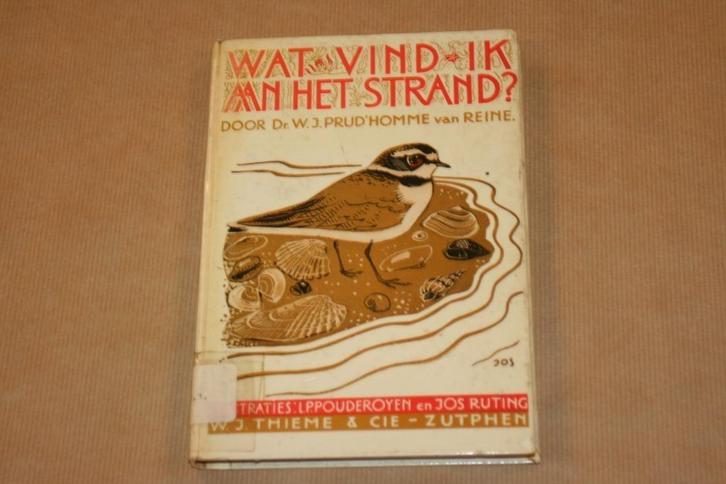 WAT VIND IK
AAN HET STRAND?
DOOR Dr. W. J. PRUD'HOMME van REINE.
JOS
TRATIES: L.P. POUDEROYEN en JOS RUTING
W. J. THIEME & CIE - ZUTPHEN